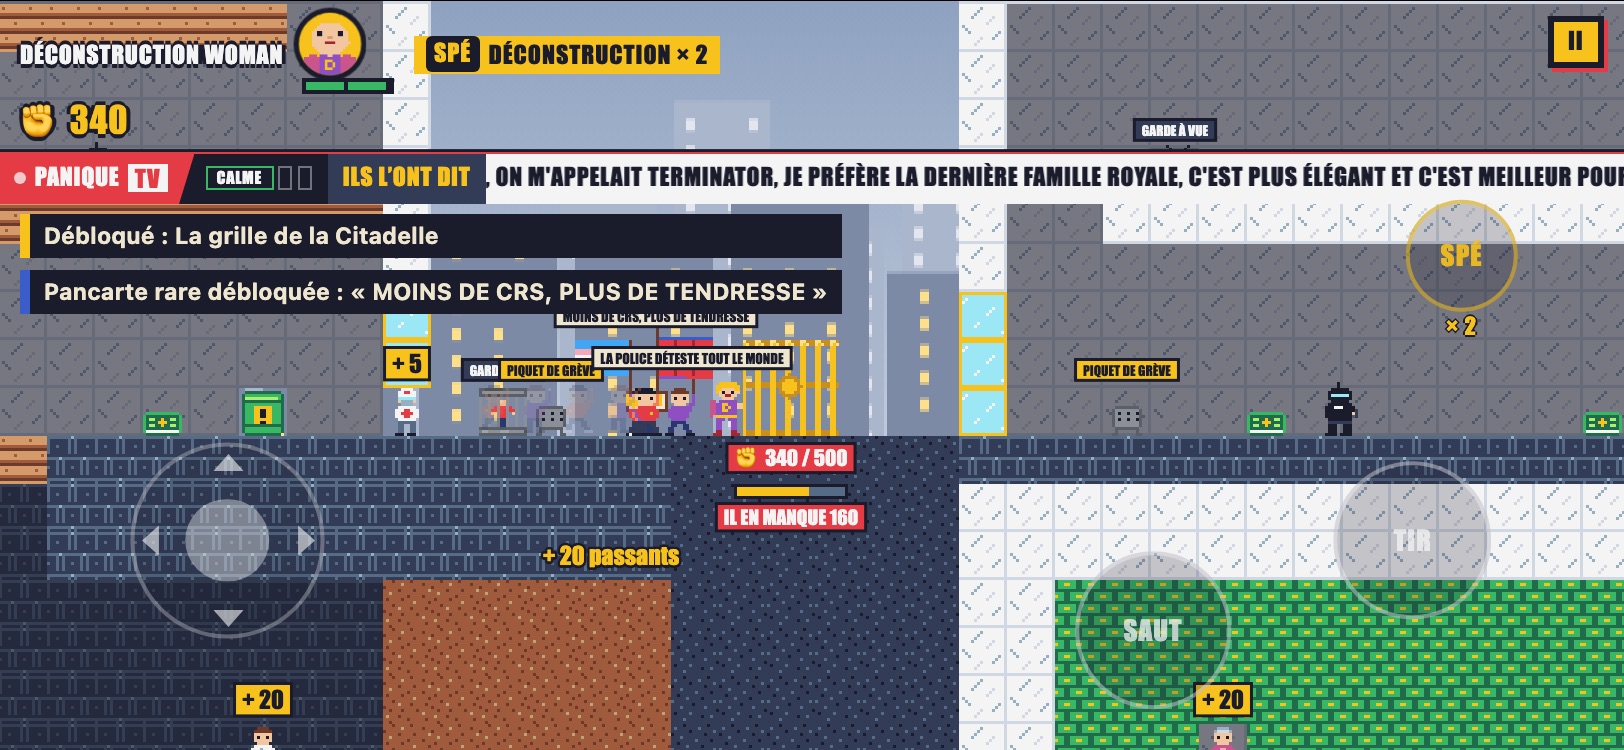 DÉCONSTRUCTION WOMAN
SPÉ DÉCONSTRUCTION × 2
340
GARDE À VUE
PANIQUE TV
CALME
ILS L'ONT DIT
, ON M'APPELAIT TERMINATOR, JE PRÉFÈRE LA DERNIÈRE FAMILLE ROYALE, C'EST PLUS ÉLÉGANT ET C'EST MEILLEUR POUR
Débloqué : La grille de la Citadelle
Pancarte rare débloquée : « MOINS DE CRS, PLUS DE TENDRESSE »
SPÉ
× 2
MOINS DE CRS, PLUS DE TENDRESSE
LA POLICE DÉTESTE TOUT LE MONDE
+ 5
GARD
PIQUET DE GRÈVE
PIQUET DE GRÈVE
D
340 / 500
IL EN MANQUE 160
+ 20 passants
TIR
SAUT
+ 20
+ 20